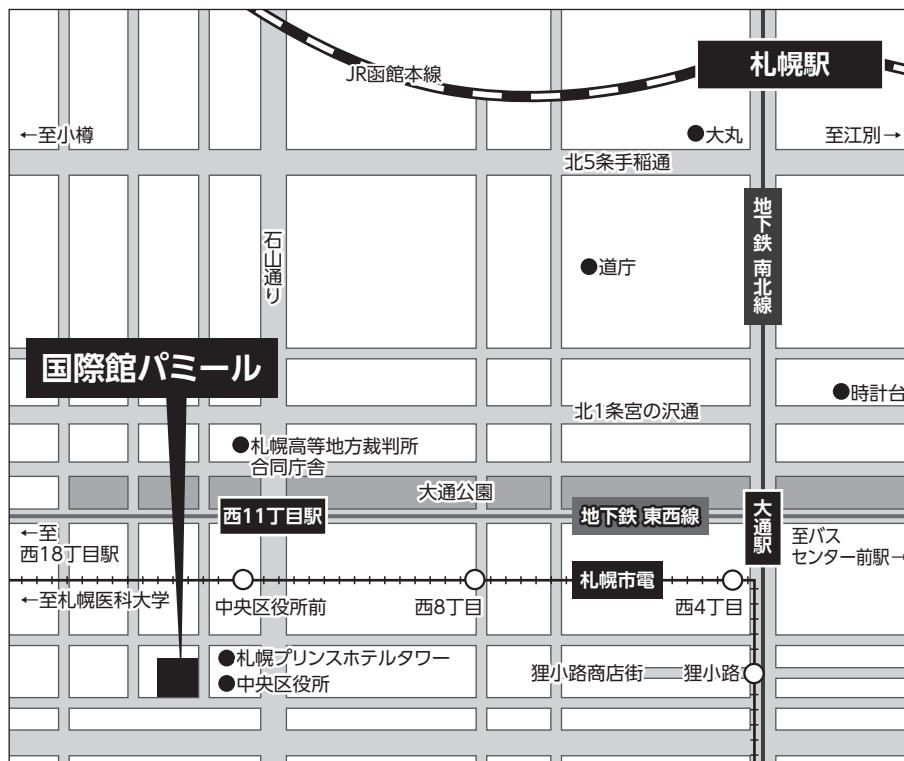 札幌駅
JR函館本線
←至小樽
大丸
至江別→
北5条手稲通
地下鉄 南北線
石山通り
道庁
国際館パミール
時計台
北1条宮の沢通
札幌高等地方裁判所
合同庁舎
大通公園
西11丁目駅
地下鉄 東西線
大通駅
←至
西18丁目駅
至バス
センター前駅→
札幌市電
←至札幌医科大学
中央区役所前
西8丁目
西4丁目
札幌プリンスホテルタワー
中央区役所
狸小路商店街
狸小路